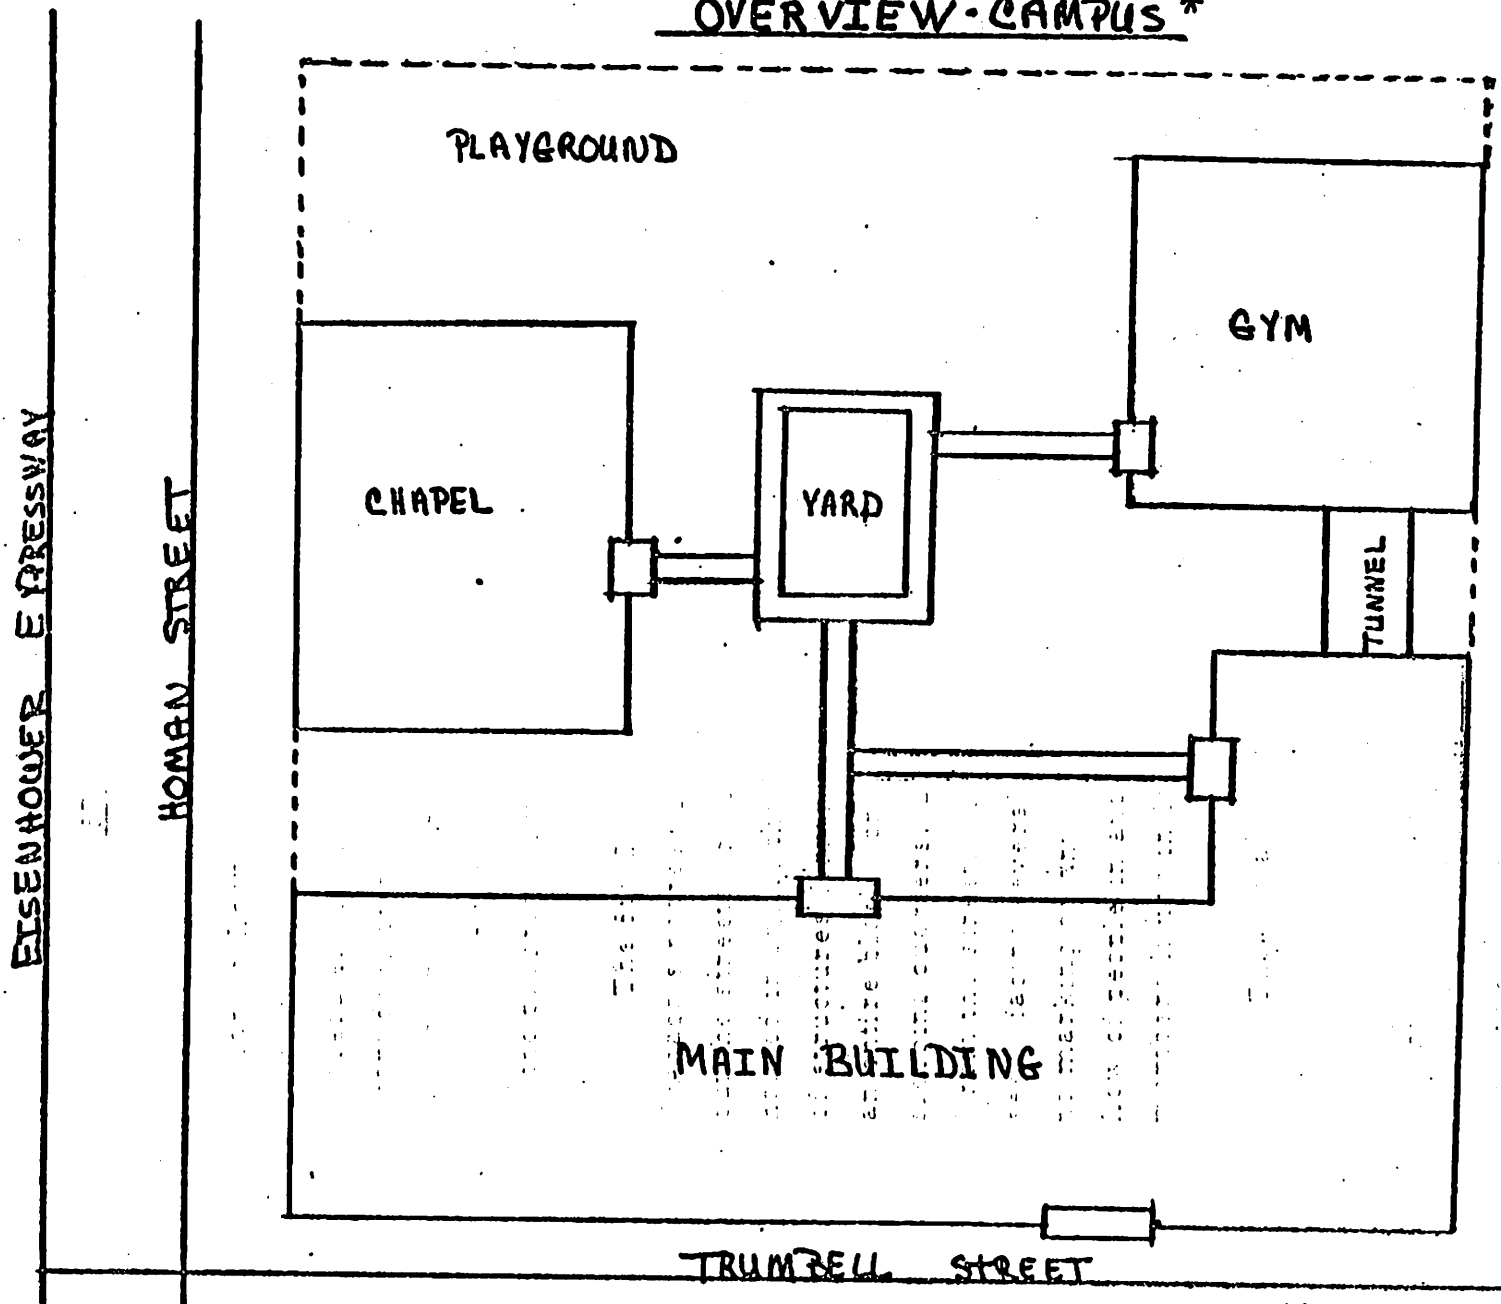 OVERVIEW-CAMPUS*
PLAYGROUND
GYM
CHAPEL
YARD
TUNNEL
EISENHOWER EXPRESSWAY
HOMAN STREET
MAIN BUILDING
TRUMBELL STREET